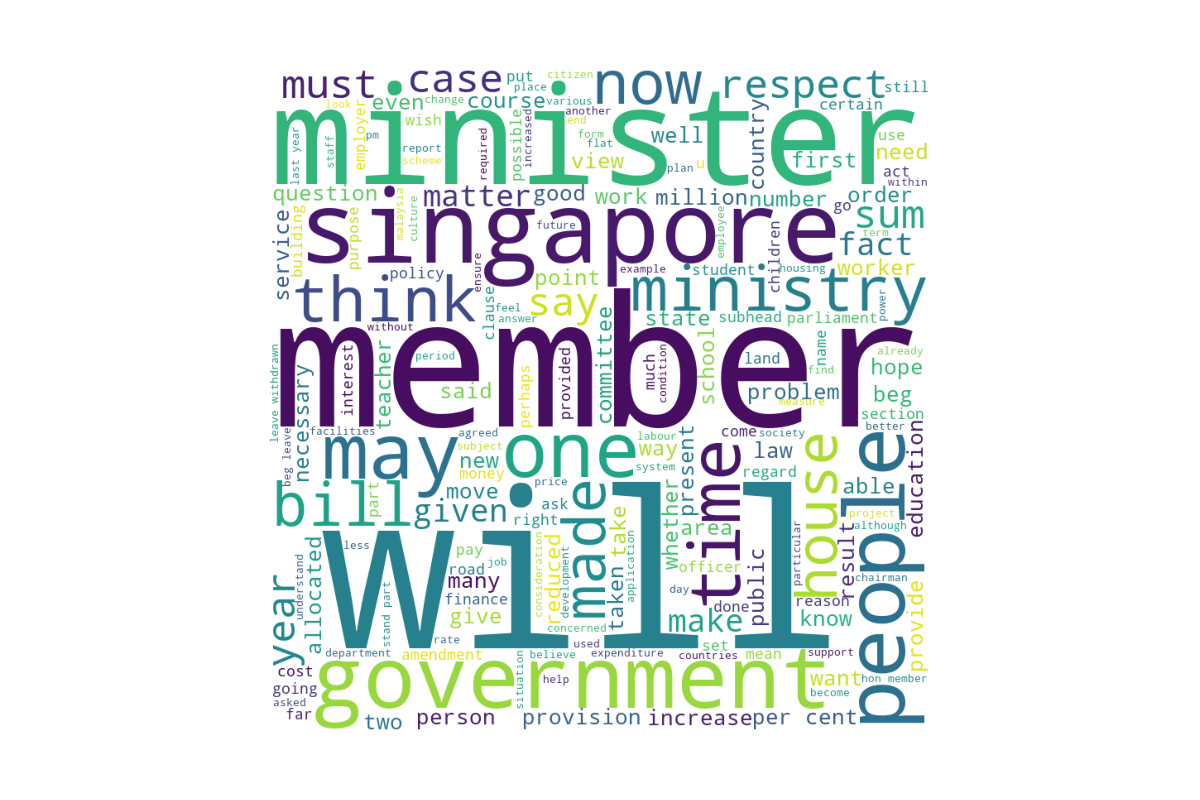 must
case
put
citizen
place
now
respect
still
look
even
change
course
various
another
certain
minister
last year
staff
pm
employer
wish
report
scheme
required
possible
increased
end
form
flat
view
well
plan
u
country
first
use
need
act
within
question
matter
good
work
million
number
go
order
sum
service
building
purpose
malaysia
culture
singapore
future
employee
children
term
fact
policy
ensure
point
example
student
housing
worker
think
say
ministry
power
without
clause
feel
answer
committee
state
subhead
parliament
name
member
leave withdrawn
necessary
interest
teacher
period
said
perhaps
provided
much
condition
school
land
problem
measure
find
already
hope
beg
section
better
beg leave
facilities
may
agreed
subject
new
money
one
labour
way
system
present
come
society
time
law
regard
house
people
able
education
bill
part
move
given
price
ask
right
made
whether
area
project
although
year
allocated
understand
less
will
stand part
pay
road
many
finance
give
job
reduced
consideration
development
taken
application
take
officer
day
make
done
public
particular
reason
result
know
chairman
provide
rate
concerned
department
amendment
used
believe
expenditure
set
countries
mean
support
cost
going
asked
far
government
situation
help
want
become
hon member
two
person
provision
increase
per cent